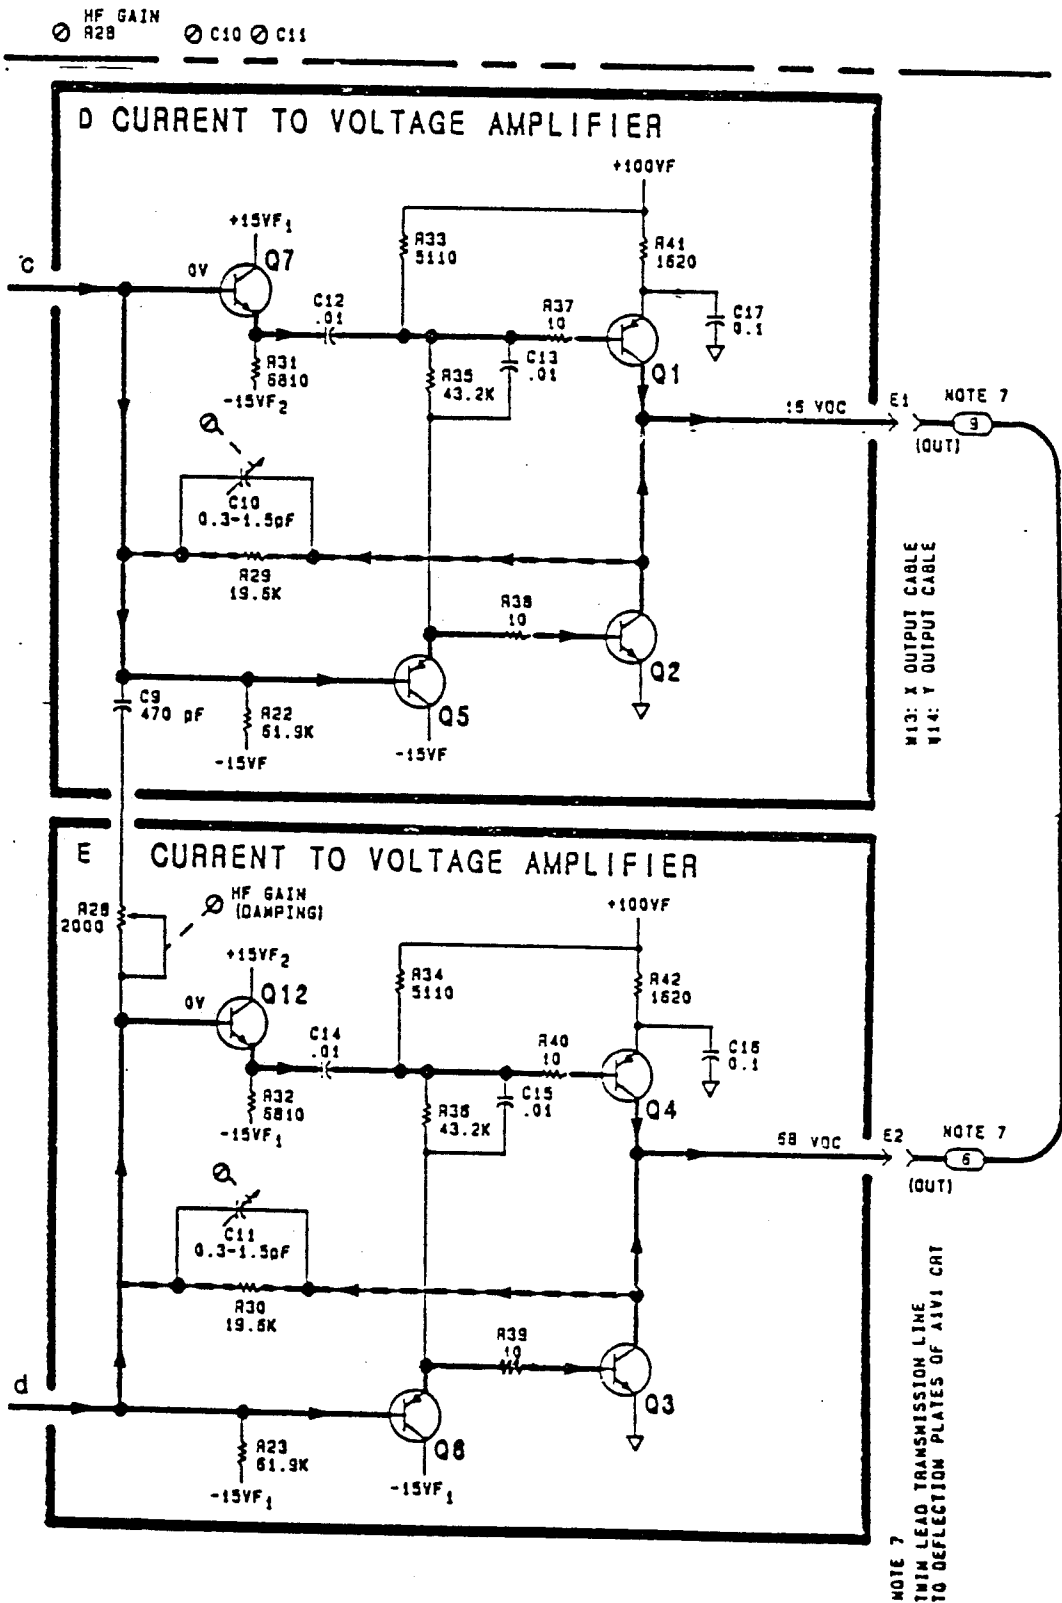 HF GAIN
R28
C10
C11
D CURRENT TO VOLTAGE AMPLIFIER
+100VF
+15VF1
Q7
R33
5110
R41
1620
C
0V
C12
.01
R37
10
C17
0.1
R31
6810
-15VF2
R35
43.2K
C13
.01
Q1
15 VDC
E1
NOTE 7
9
(OUT)
C10
0.3-1.5pF
R29
19.6K
R38
10
Q2
C9
470 pF
R22
61.9K
-15VF
Q5
-15VF
W13: X OUTPUT CABLE
W14: Y OUTPUT CABLE
E CURRENT TO VOLTAGE AMPLIFIER
R28
2000
HF GAIN
(DAMPING)
+100VF
+15VF2
Q12
R34
5110
R42
1620
0V
C14
.01
R40
10
C16
0.1
R32
6810
-15VF1
R36
43.2K
C15
.01
Q4
68 VDC
E2
NOTE 7
6
(OUT)
C11
0.3-1.5pF
R30
19.6K
R39
10
Q3
d
R23
61.9K
-15VF1
Q6
-15VF1
NOTE 7
TWIN LEAD TRANSMISSION LINE
TO DEFLECTION PLATES OF A1V1 CRT